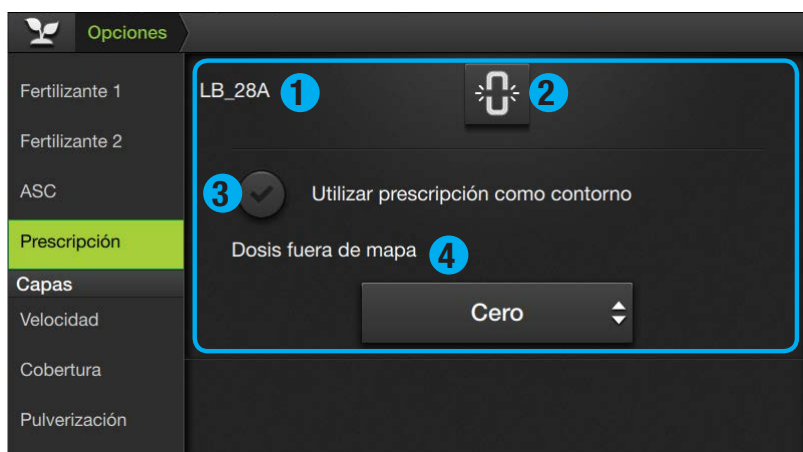 Opciones
Fertilizante 1
Fertilizante 2
ASC
Prescripción
Capas
Velocidad
Cobertura
Pulverización
LB_28A 1
2
3 Utilizar prescripción como contorno
Dosis fuera de mapa 4
Cero